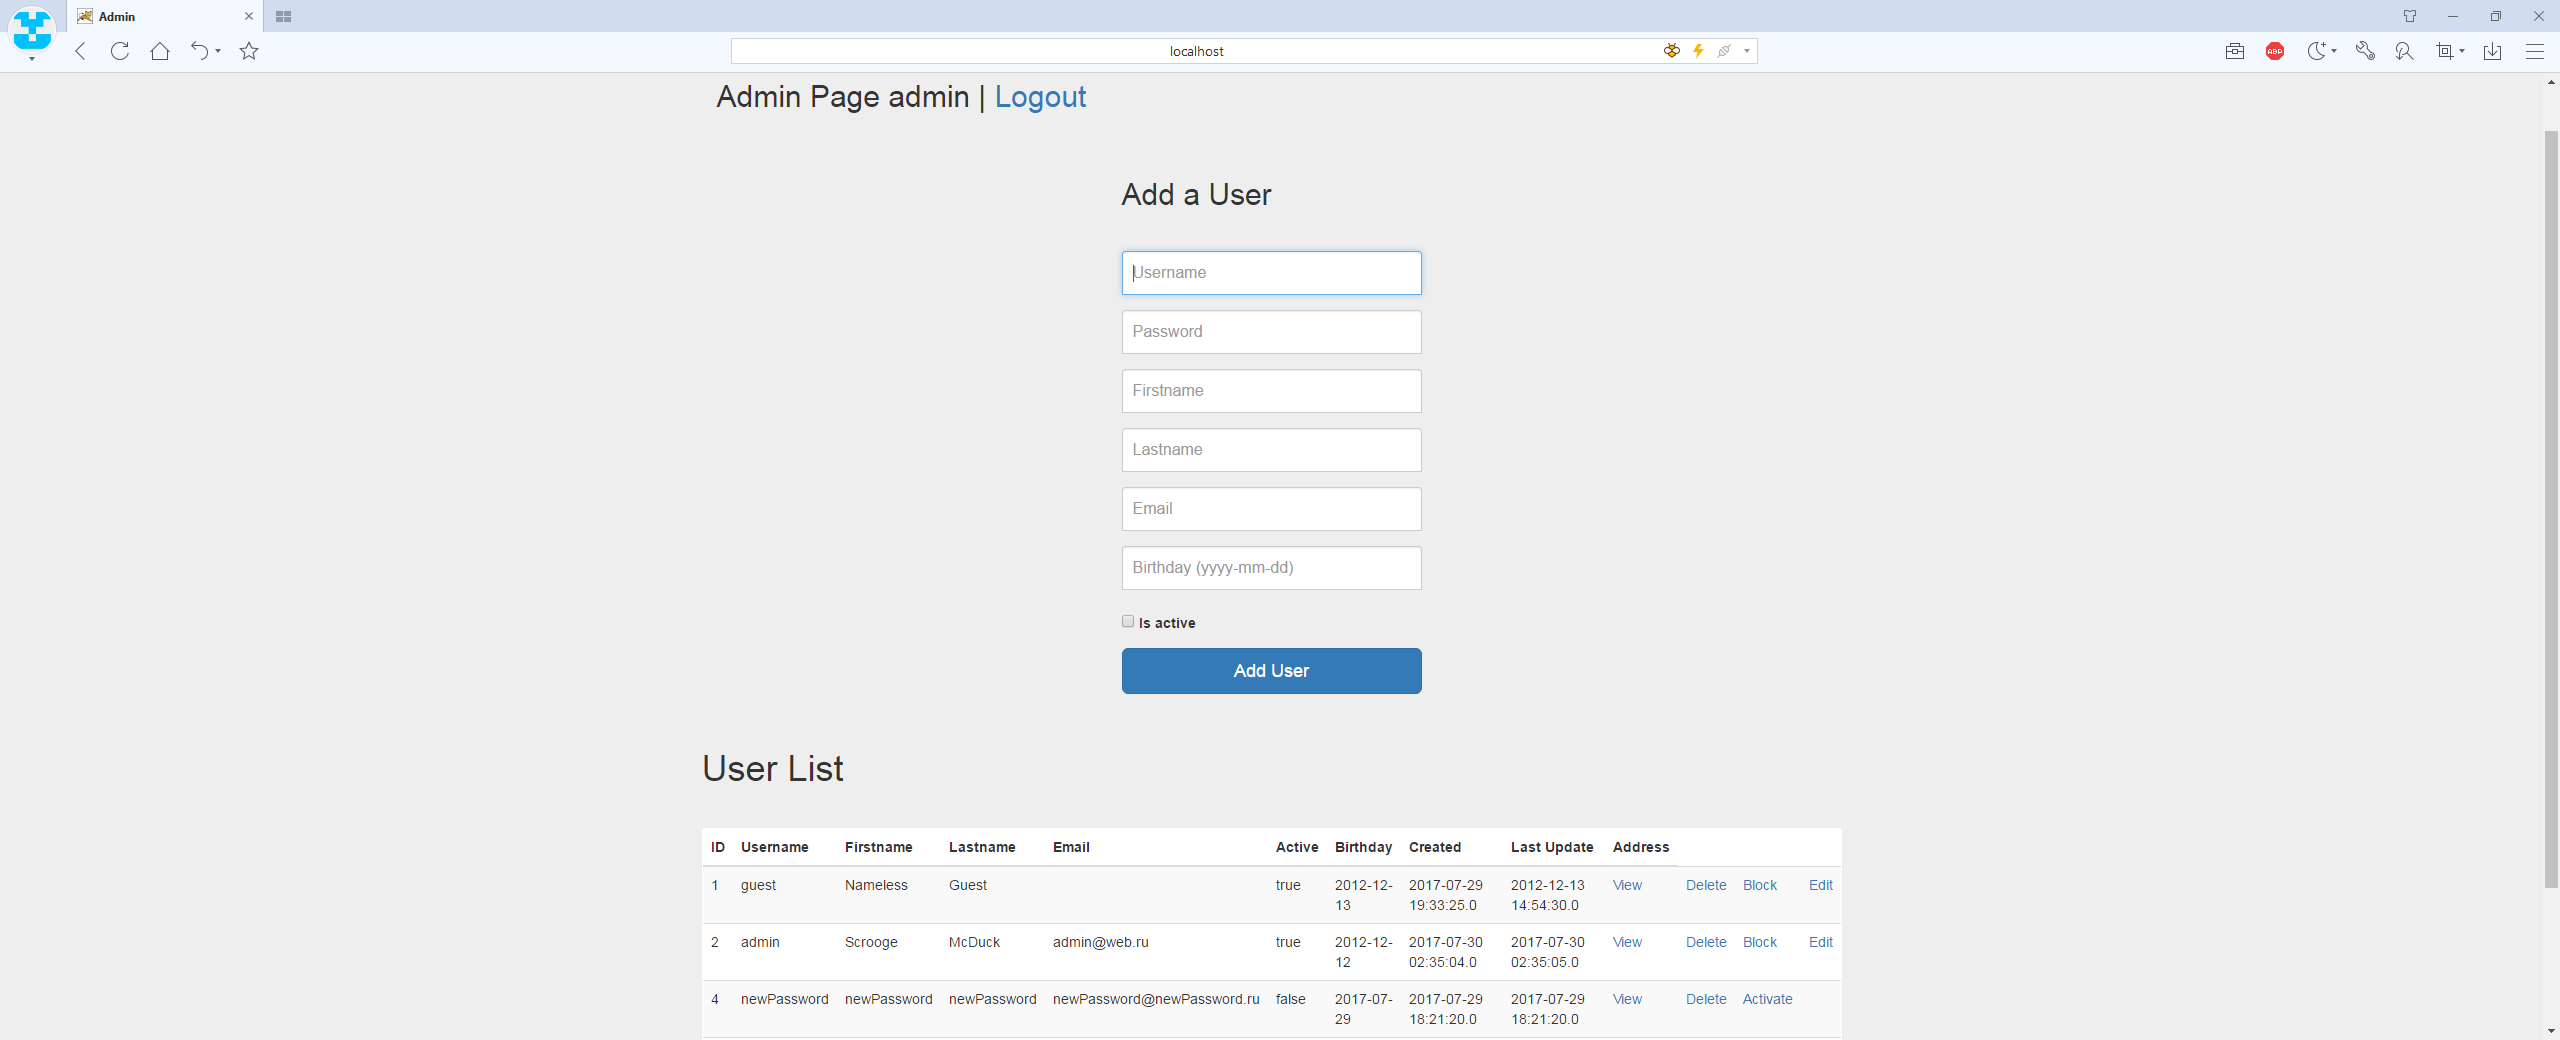 Admin
localhost
ABP
Admin Page admin | Logout
Add a User
Username
Password
Firstname
Lastname
Email
Birthday (yyyy-mm-dd)
Is active
Add User
User List
ID Username Firstname Lastname Email Active Birthday Created Last Update Address
1 guest Nameless Guest true 2012-12- 2017-07-29 2012-12-13 View Delete Block Edit
13 19:33:25.0 14:54:30.0
2 admin Scrooge McDuck admin@web.ru true 2012-12- 2017-07-30 2017-07-30 View Delete Block Edit
12 02:35:04.0 02:35:05.0
4 newPassword newPassword newPassword newPassword@newPassword.ru false 2017-07- 2017-07-29 2017-07-29 View Delete Activate
29 18:21:20.0 18:21:20.0